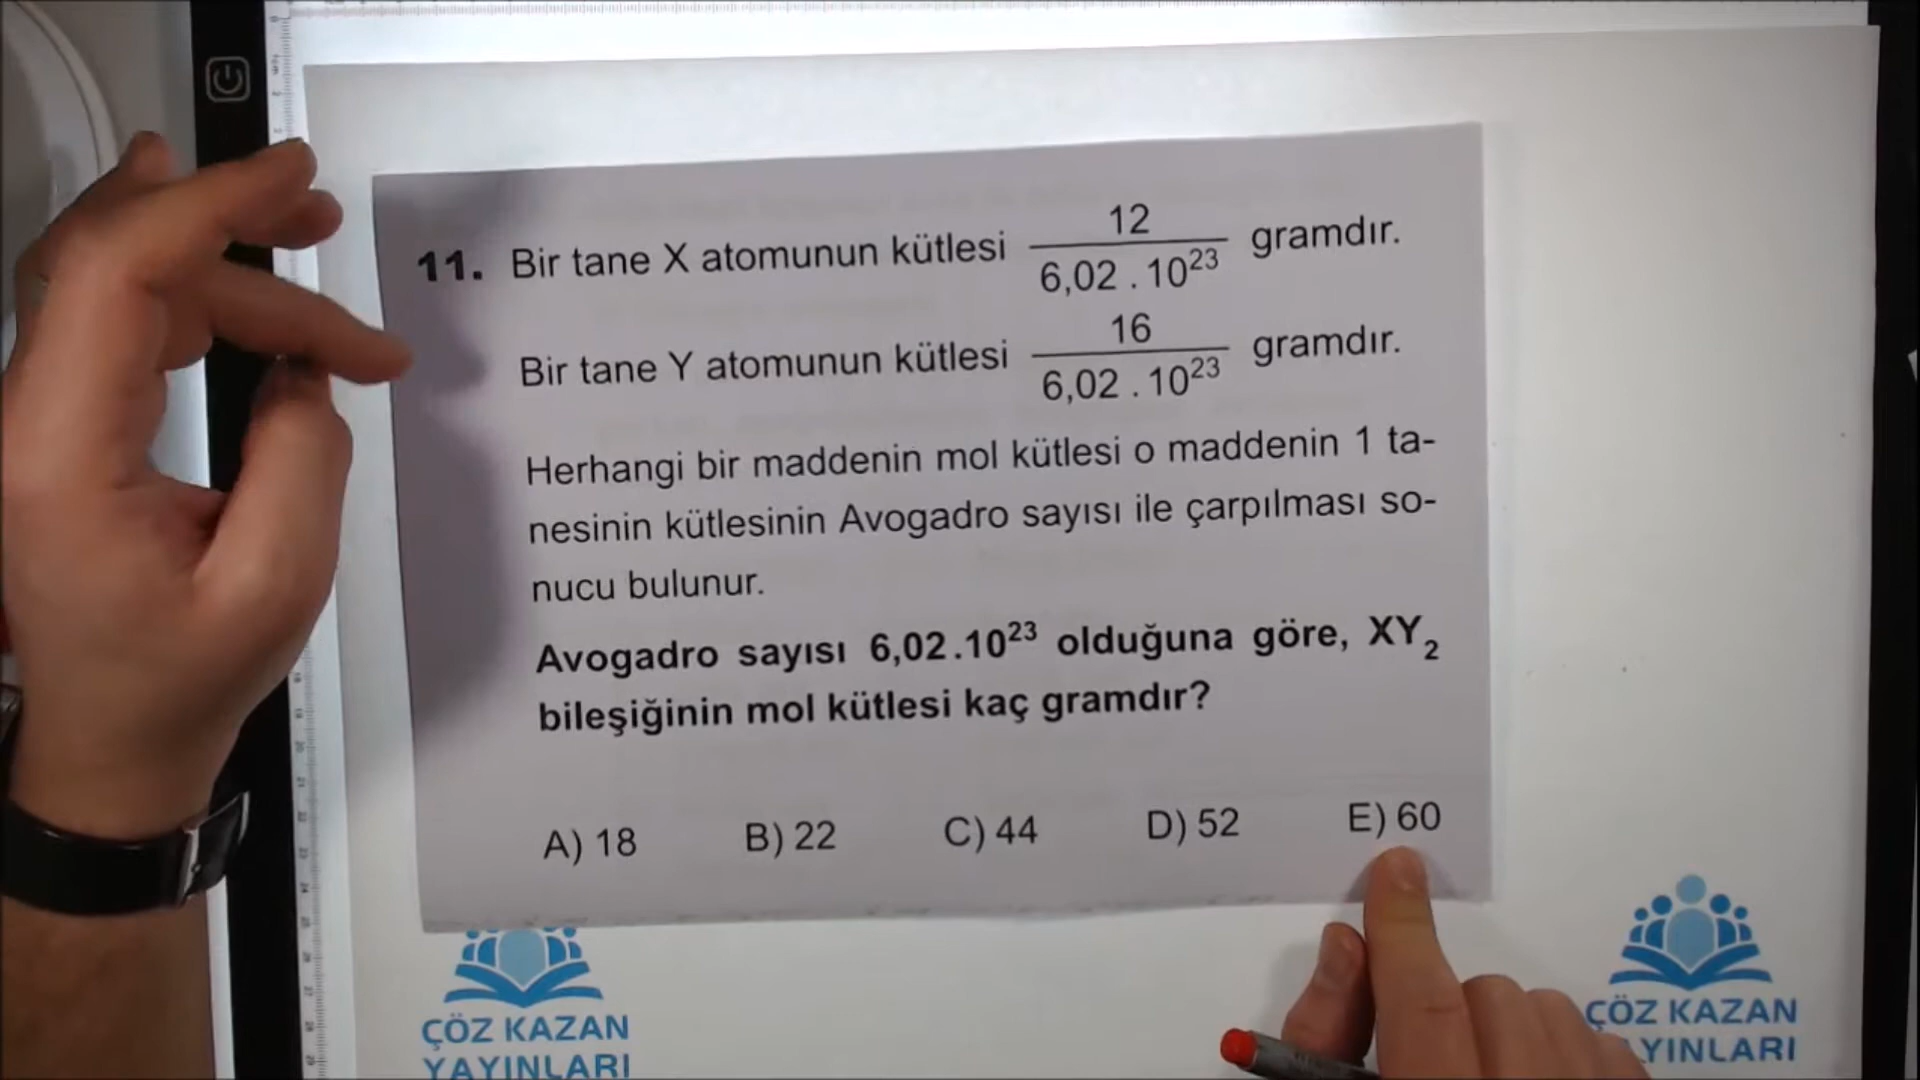 11. Bir tane X atomunun kütlesi 12 / 6,02 . 10²³ gramdır.
Bir tane Y atomunun kütlesi 16 / 6,02 . 10²³ gramdır.
Herhangi bir maddenin mol kütlesi o maddenin 1 ta-
nesinin kütlesinin Avogadro sayısı ile çarpılması so-
nucu bulunur.
Avogadro sayısı 6,02.10²³ olduğuna göre, XY₂
bileşiğinin mol kütlesi kaç gramdır?
A) 18 B) 22 C) 44 D) 52 E) 60
ÇÖZ KAZAN
YAYINLARI
ÇÖZ KAZAN
YINLARI